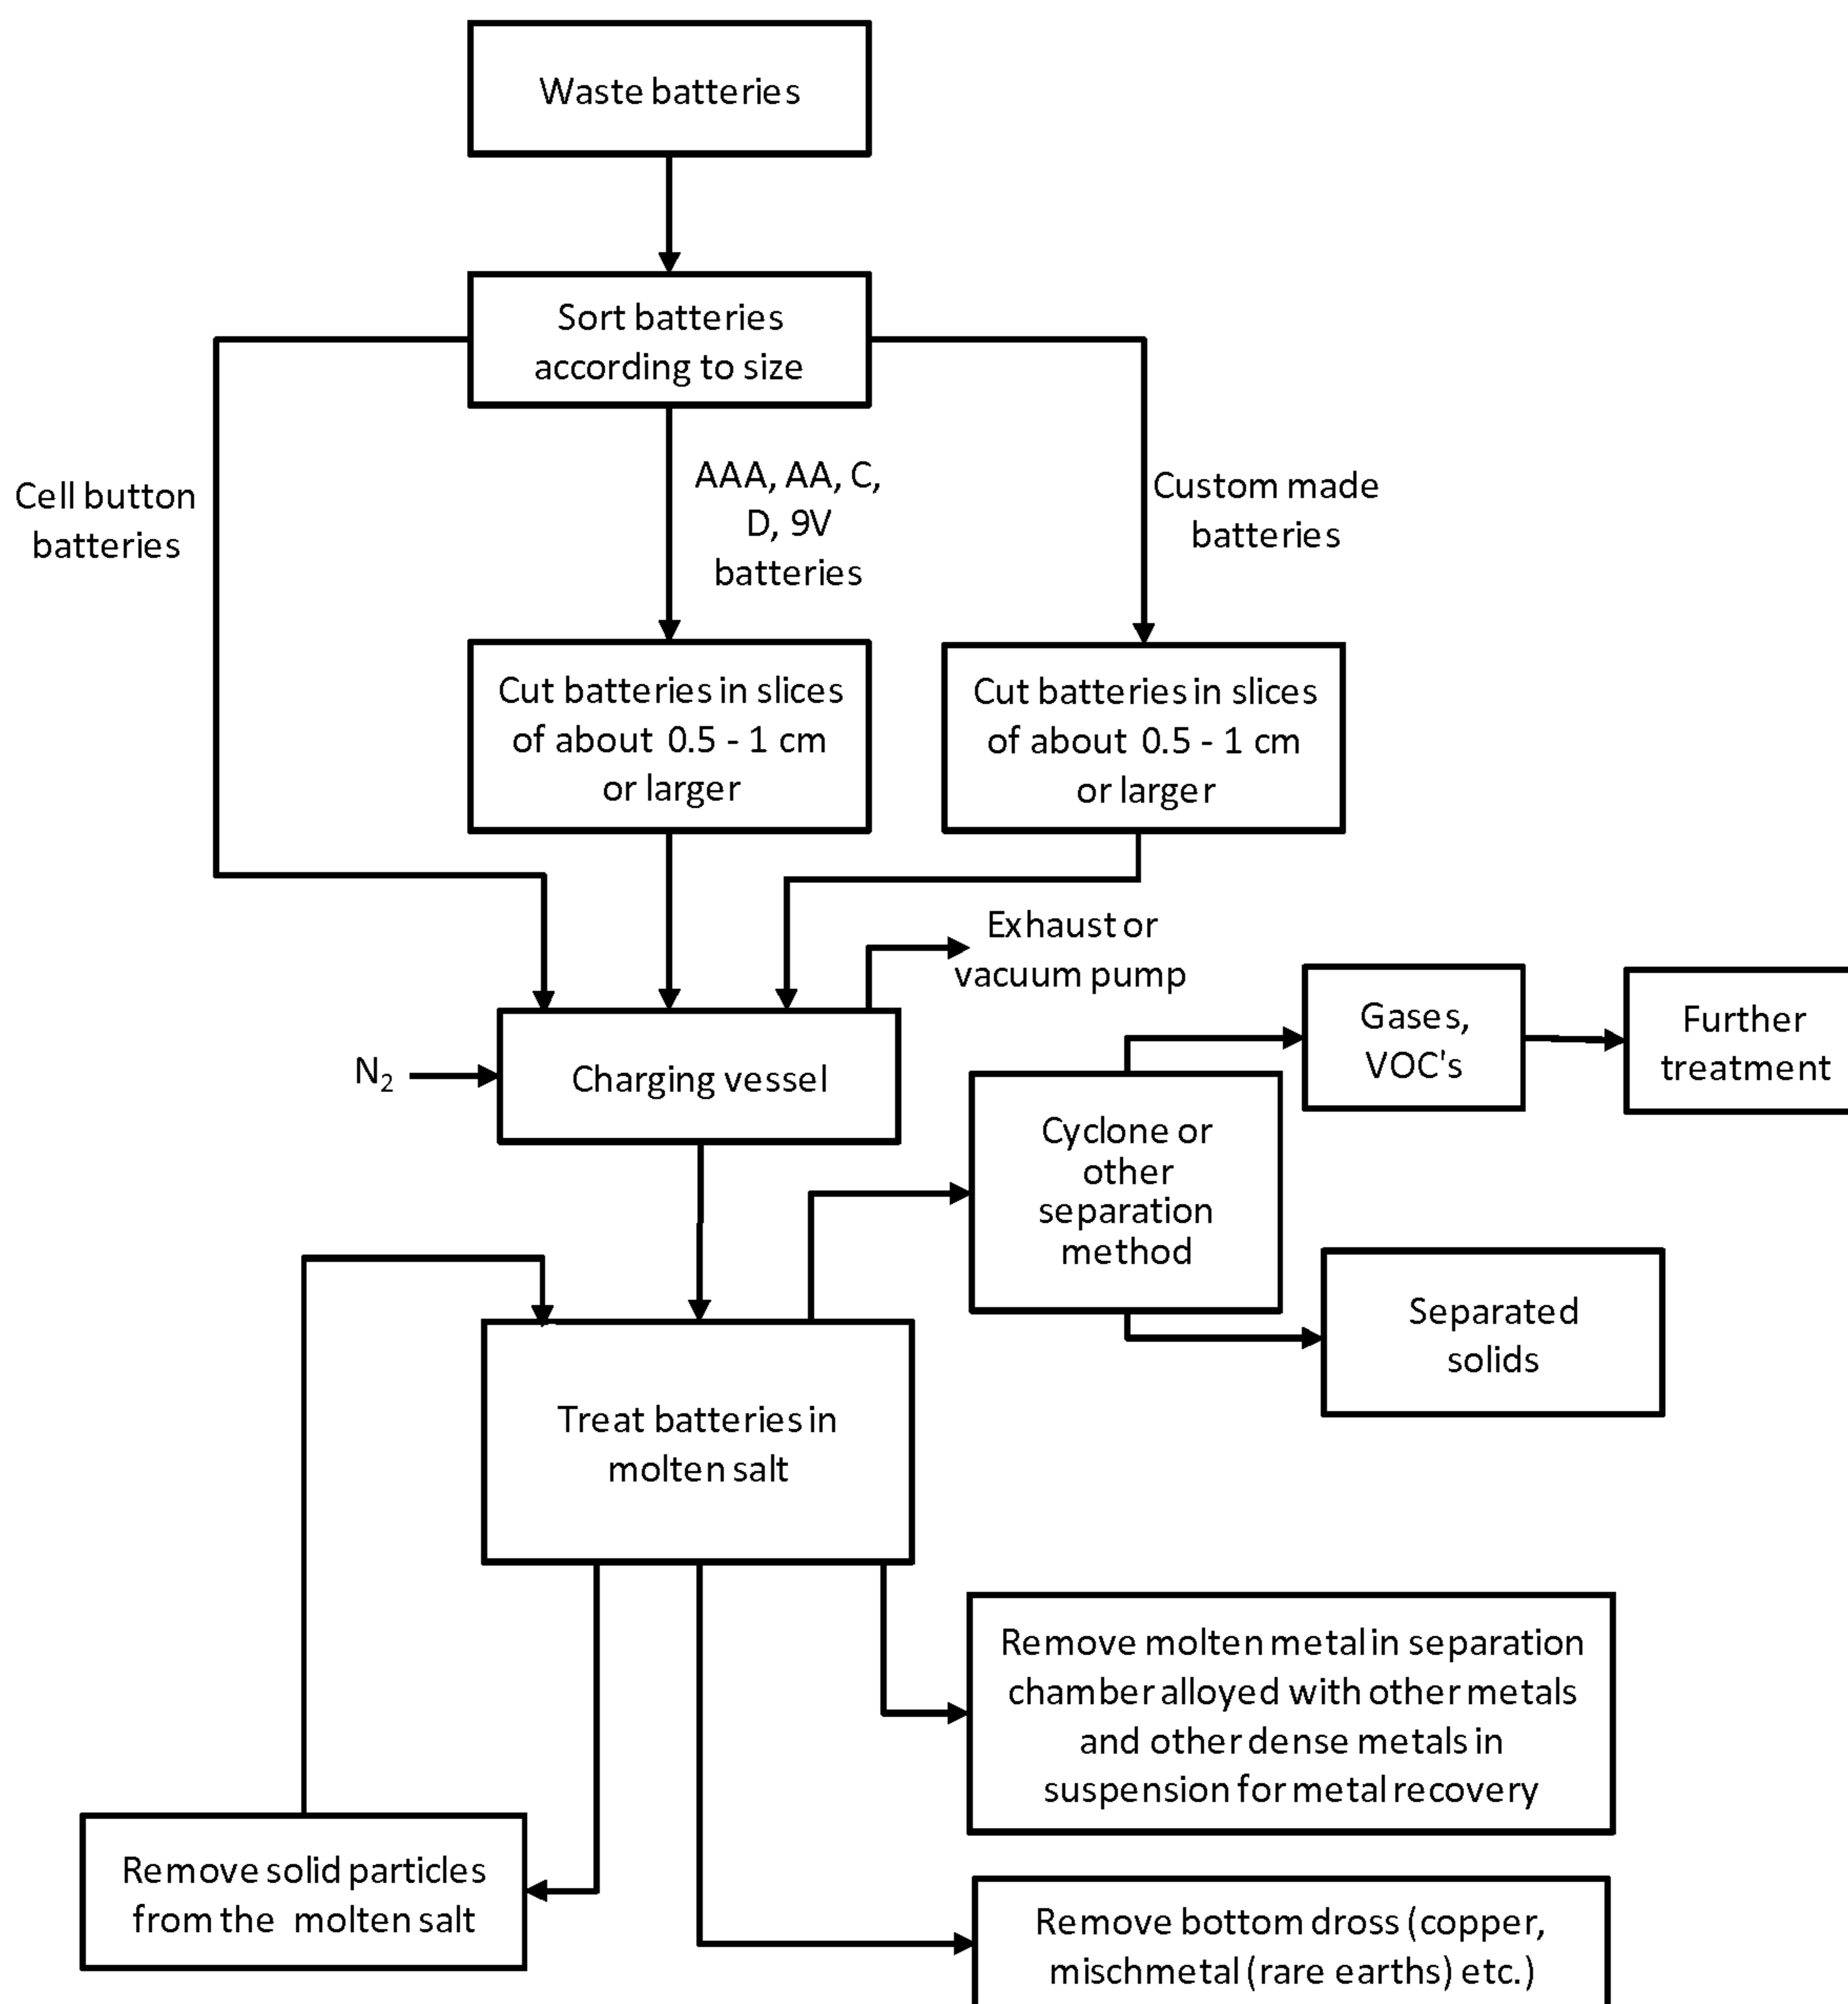 Waste batteries
Sort batteries
according to size
Cell button
batteries
AAA, AA, C,
D, 9V
batteries
Custom made
batteries
Cut batteries in slices
of about 0.5 - 1 cm
or larger
Cut batteries in slices
of about 0.5 - 1 cm
or larger
Exhaust or
vacuum pump
N₂
Charging vessel
Gases,
VOC's
Further
treatment
Cyclone or
other
separation
method
Separated
solids
Treat batteries in
molten salt
Remove molten metal in separation
chamber alloyed with other metals
and other dense metals in
suspension for metal recovery
Remove solid particles
from the molten salt
Remove bottom dross (copper,
mischmetal (rare earths) etc.)